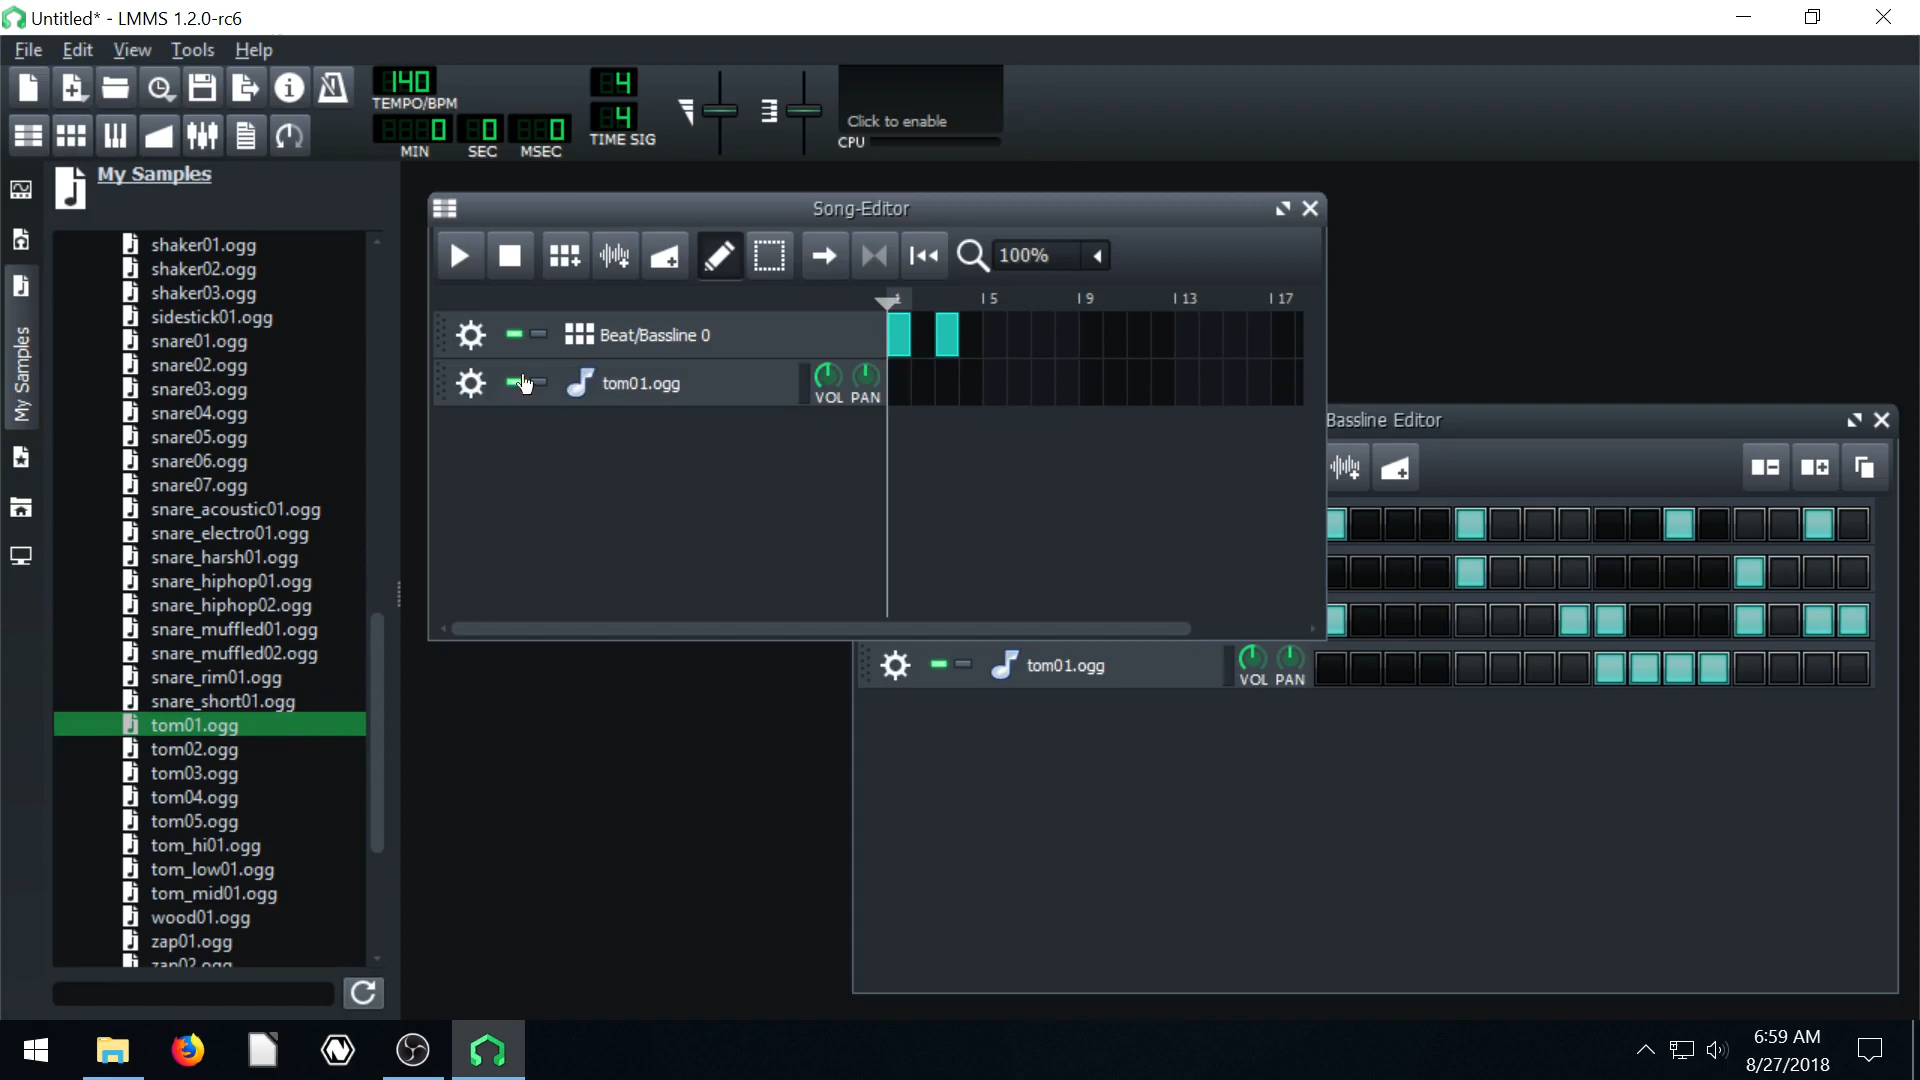 Untitled* - LMMS 1.2.0-rc6
File Edit View Tools Help
140
TEMPO/BPM
0 0 0
MIN SEC MSEC
4
4
TIME SIG
Click to enable
CPU
My Samples
My Samples
shaker01.ogg
shaker02.ogg
shaker03.ogg
sidestick01.ogg
snare01.ogg
snare02.ogg
snare03.ogg
snare04.ogg
snare05.ogg
snare06.ogg
snare07.ogg
snare_acoustic01.ogg
snare_electro01.ogg
snare_harsh01.ogg
snare_hiphop01.ogg
snare_hiphop02.ogg
snare_muffled01.ogg
snare_muffled02.ogg
snare_rim01.ogg
snare_short01.ogg
tom01.ogg
tom02.ogg
tom03.ogg
tom04.ogg
tom05.ogg
tom_hi01.ogg
tom_low01.ogg
tom_mid01.ogg
wood01.ogg
zap01.ogg
zap02.ogg
Song-Editor
100%
1 5 9 13 17
Beat/Bassline 0
tom01.ogg
VOL PAN
Bassline Editor
tom01.ogg
VOL PAN
6:59 AM
8/27/2018